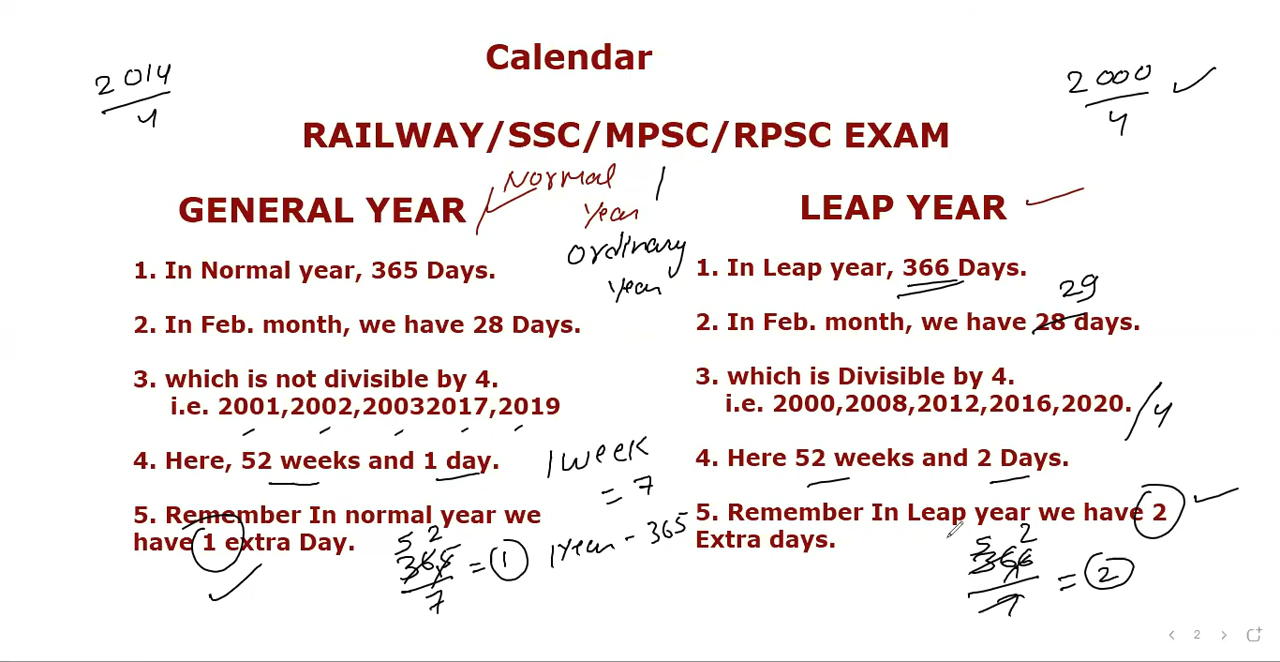 Calendar
2014
4
2000
4
RAILWAY/SSC/MPSC/RPSC EXAM
Normal
year
ordinary
year
GENERAL YEAR
1. In Normal year, 365 Days.
2. In Feb. month, we have 28 Days.
3. which is not divisible by 4.
i.e. 2001,2002,20032017,2019
4. Here, 52 weeks and 1 day.
5. Remember In normal year we
have 1 extra Day.
52
365
7
= 1
1 week
= 7
1 year - 365
LEAP YEAR
1. In Leap year, 366 Days.
29
2. In Feb. month, we have 28 days.
3. which is Divisible by 4.
i.e. 2000,2008,2012,2016,2020. /4
4. Here 52 weeks and 2 Days.
5. Remember In Leap year we have 2
Extra days.
52
366
7
= 2
2